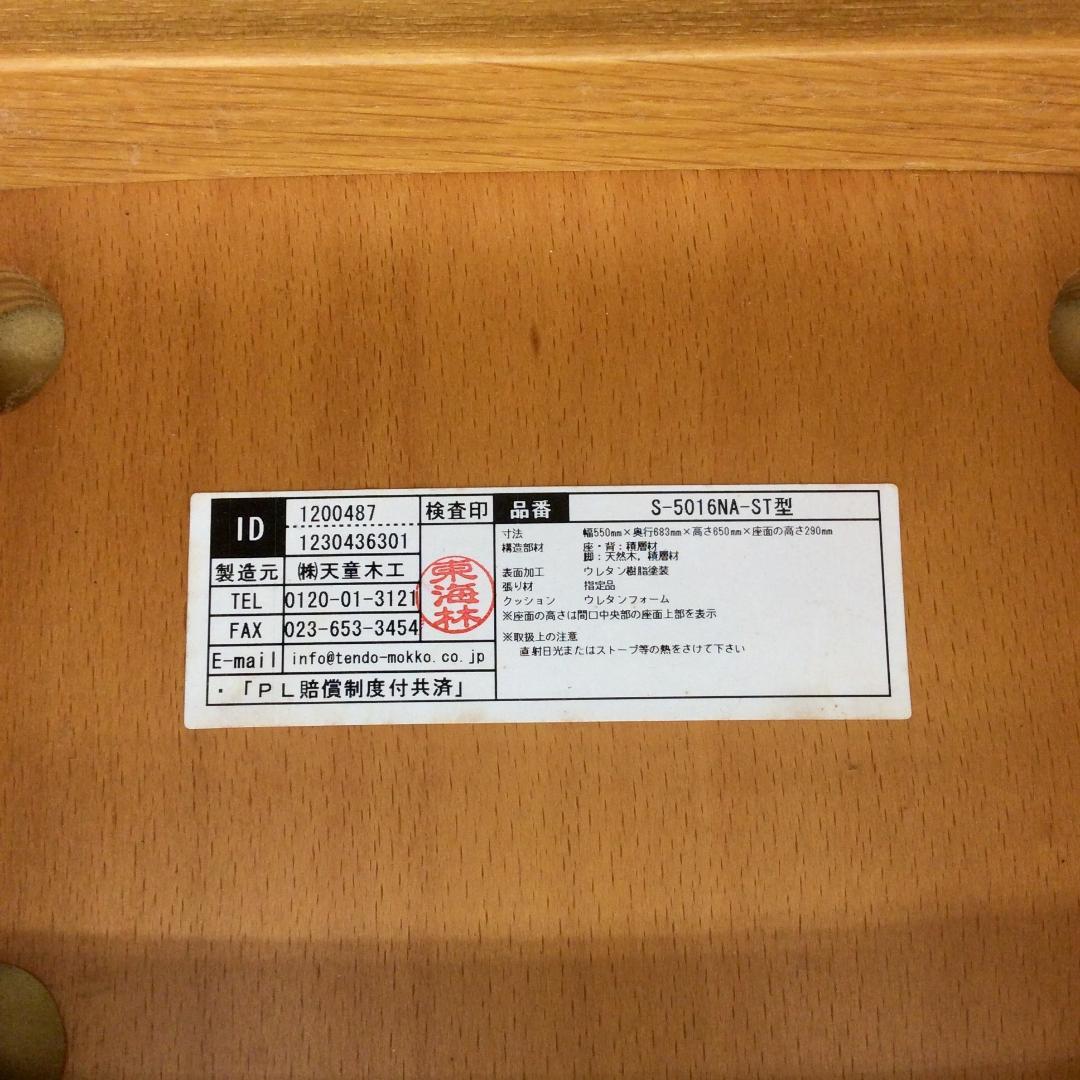 ID
1200487
1230436301
検査印
製造元
㈱天童木工
東海林
TEL
0120-01-3121
FAX
023-653-3454
E-mail
info@tendo-mokko.co.jp
・「PL賠償制度付共済」
品番
S-5016NA-ST型
寸法 幅550mm×奥行683mm×高さ650mm×座面の高さ290mm
構造部材 座・背：積層材
脚：天然木，積層材
表面加工 ウレタン樹脂塗装
張り材 指定品
クッション ウレタンフォーム
※座面の高さは間口中央部の座面上部を表示
※取扱上の注意
直射日光またはストーブ等の熱をさけて下さい